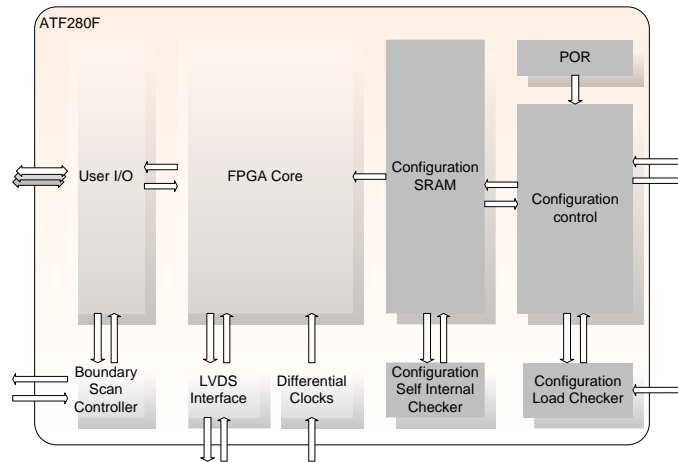 ATF280F
POR
User I/O
FPGA Core
Configuration
SRAM
Configuration
control
Boundary
Scan
Controller
LVDS
Interface
Differential
Clocks
Configuration
Self Internal
Checker
Configuration
Load Checker